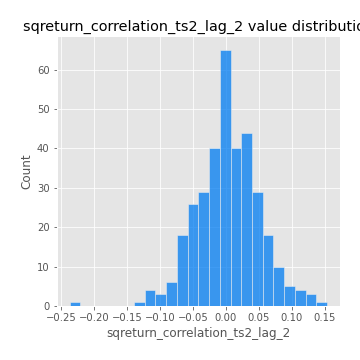 sqreturn_correlation_ts2_lag_2 value distributio
60
50
40
30
20
10
0
Count
−0.25 −0.20 −0.15 −0.10 −0.05 0.00 0.05 0.10 0.15
sqreturn_correlation_ts2_lag_2